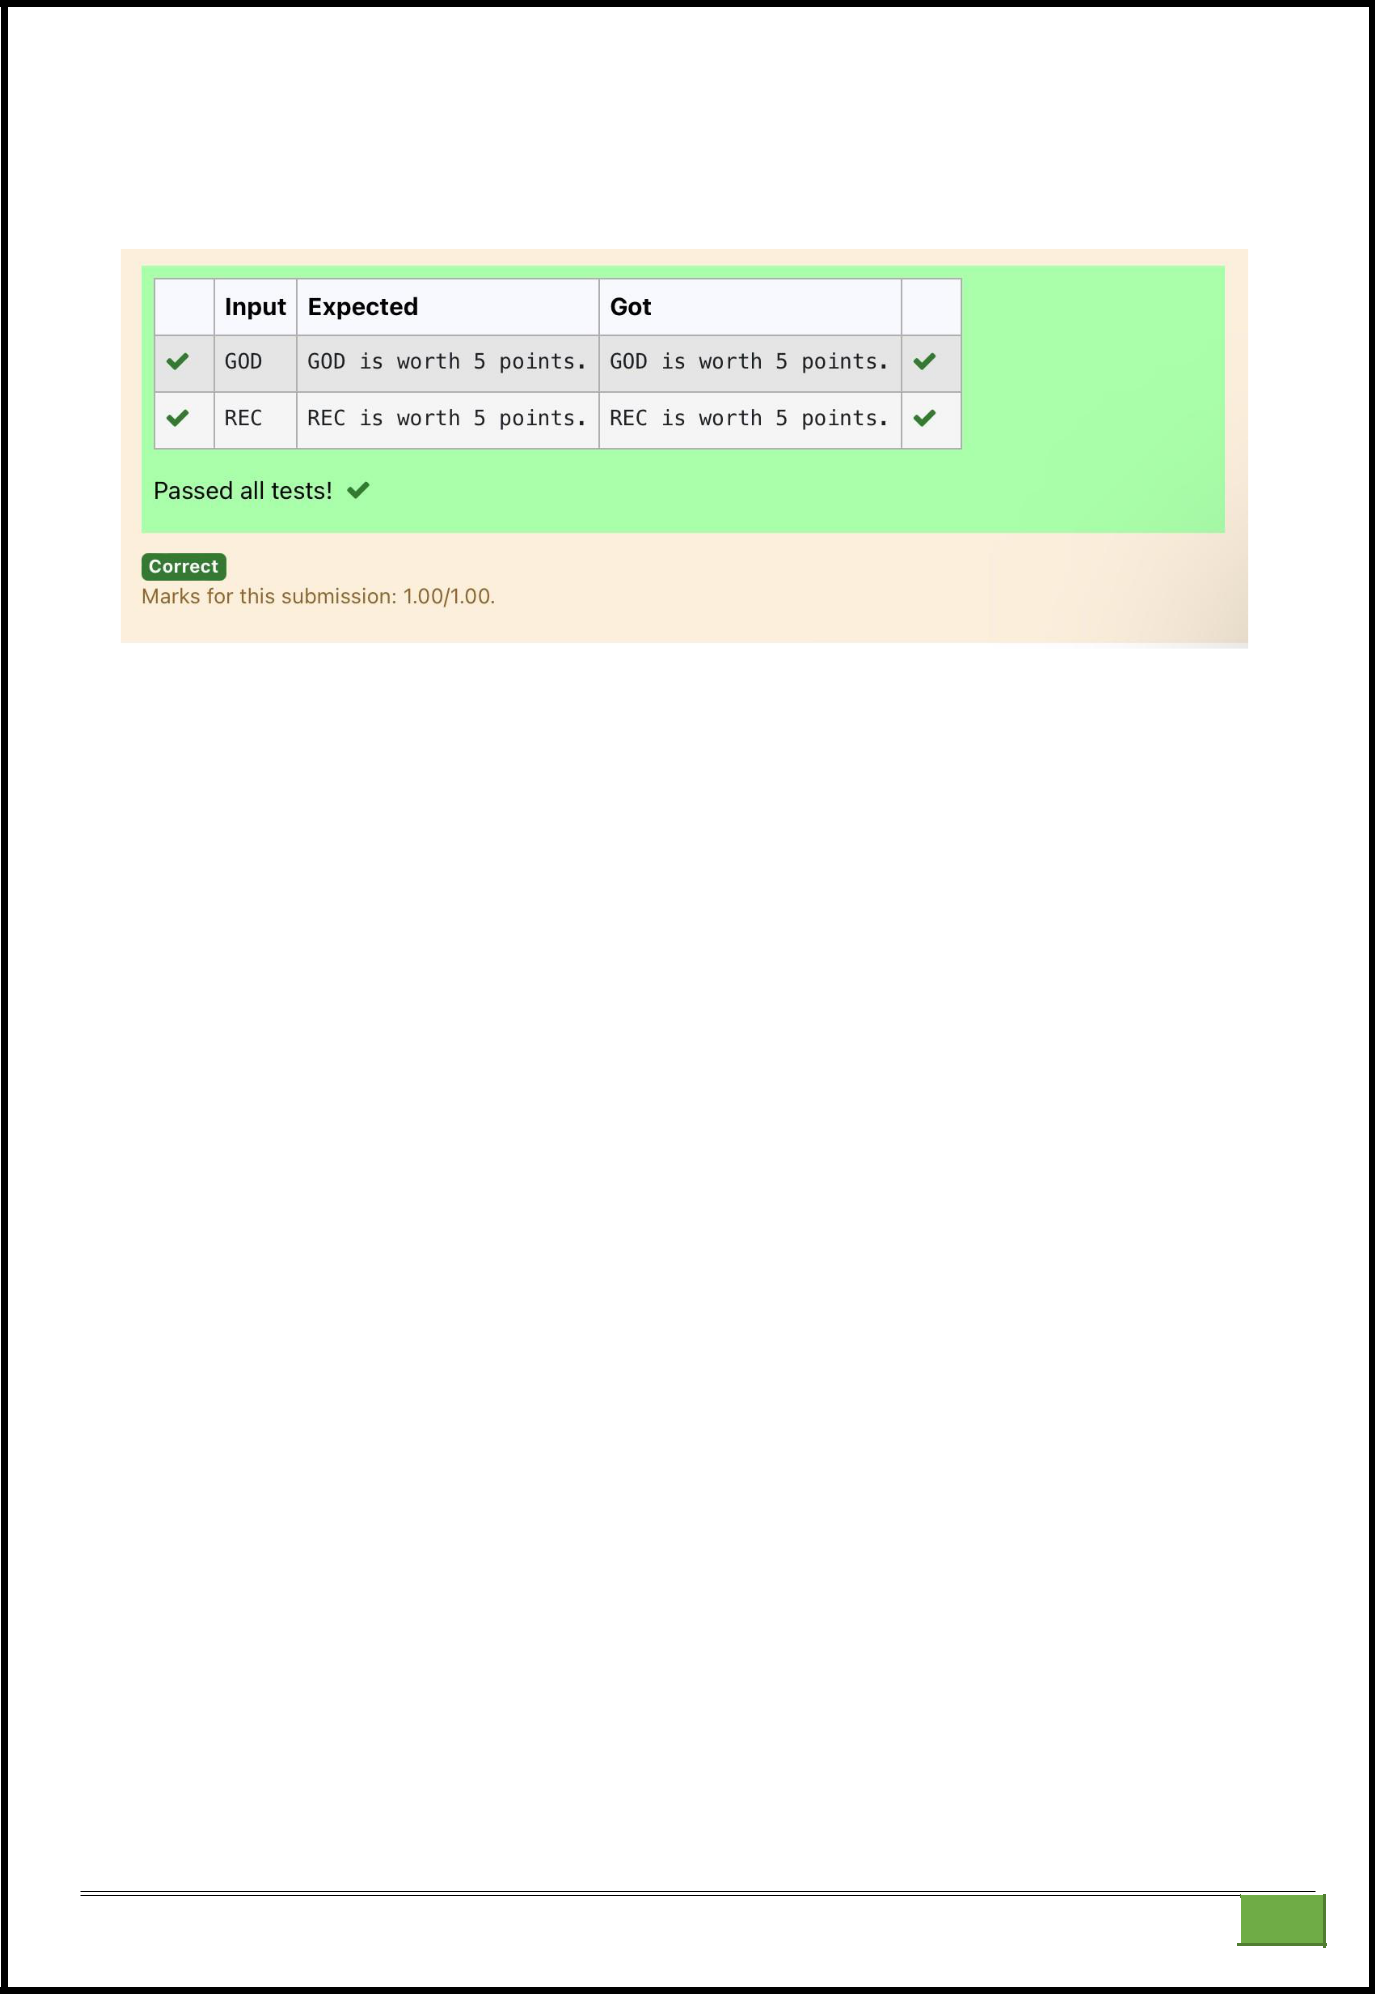 Input Expected Got
GOD GOD is worth 5 points. GOD is worth 5 points.
REC REC is worth 5 points. REC is worth 5 points.
Passed all tests!
Correct
Marks for this submission: 1.00/1.00.